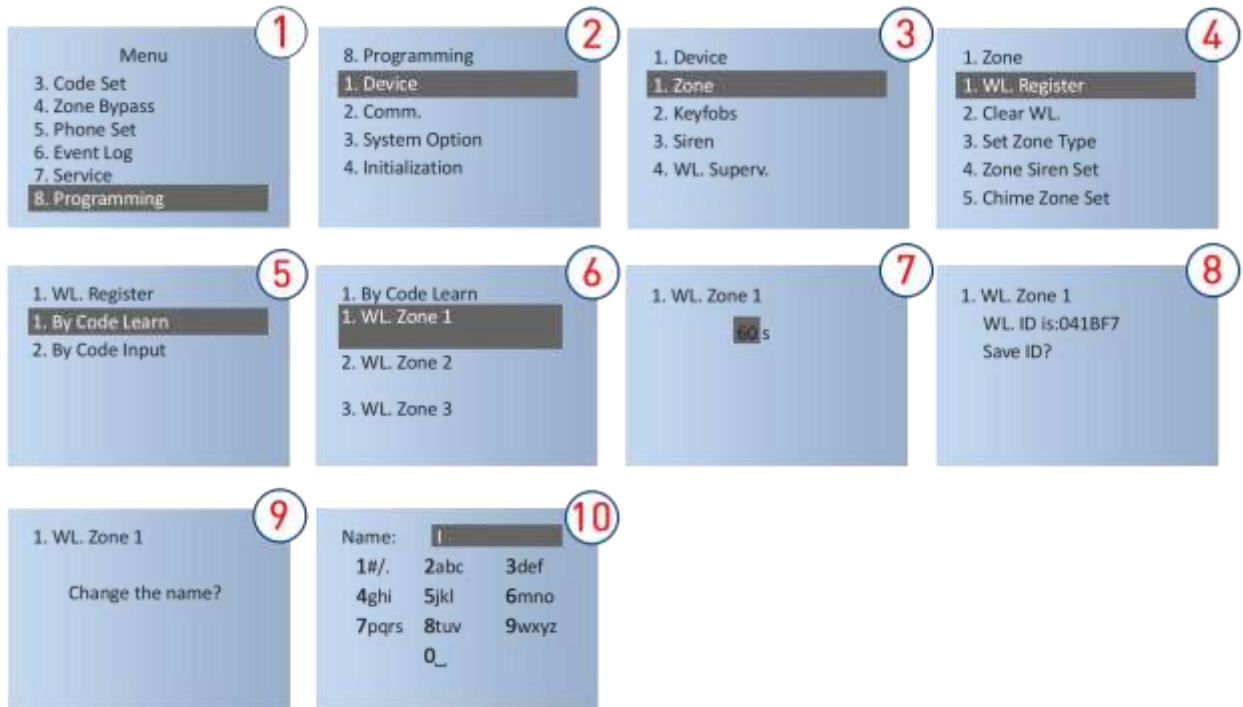 1
Menu
3. Code Set
4. Zone Bypass
5. Phone Set
6. Event Log
7. Service
8. Programming
2
8. Programming
1. Device
2. Comm.
3. System Option
4. Initialization
3
1. Device
1. Zone
2. Keyfobs
3. Siren
4. WL. Superv.
4
1. Zone
1. WL. Register
2. Clear WL.
3. Set Zone Type
4. Zone Siren Set
5. Chime Zone Set
5
1. WL. Register
1. By Code Learn
2. By Code Input
6
1. By Code Learn
1. WL. Zone 1
2. WL. Zone 2
3. WL. Zone 3
7
1. WL. Zone 1
60 s
8
1. WL. Zone 1
WL. ID is:041BF7
Save ID?
9
1. WL. Zone 1
Change the name?
10
Name:
1#/. 2abc 3def
4ghi 5jkl 6mno
7pqrs 8tuv 9wxyz
0_